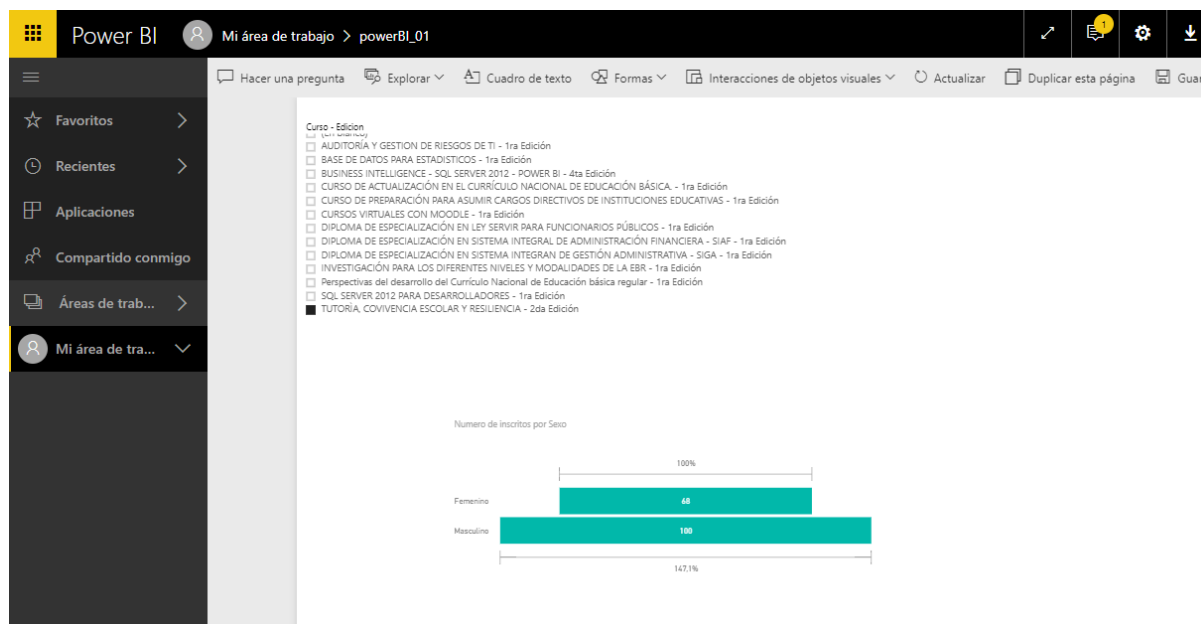 Power BI
Mi área de trabajo > powerBI_01
1
Hacer una pregunta
Explorar
Cuadro de texto
Formas
Interacciones de objetos visuales
Actualizar
Duplicar esta página
Guar
Favoritos
Recientes
Aplicaciones
Compartido conmigo
Áreas de trab...
Mi área de tra...
Curso - Edicion
(En blanco)
AUDITORÍA Y GESTION DE RIESGOS DE TI - 1ra Edición
BASE DE DATOS PARA ESTADISTICOS - 1ra Edición
BUSINESS INTELLIGENCE - SQL SERVER 2012 - POWER BI - 4ta Edición
CURSO DE ACTUALIZACIÓN EN EL CURRÍCULO NACIONAL DE EDUCACIÓN BÁSICA. - 1ra Edición
CURSO DE PREPARACIÓN PARA ASUMIR CARGOS DIRECTIVOS DE INSTITUCIONES EDUCATIVAS - 1ra Edición
CURSOS VIRTUALES CON MOODLE - 1ra Edición
DIPLOMA DE ESPECIALIZACIÓN EN LEY SERVIR PARA FUNCIONARIOS PÚBLICOS - 1ra Edición
DIPLOMA DE ESPECIALIZACIÓN EN SISTEMA INTEGRAL DE ADMINISTRACIÓN FINANCIERA - SIAF - 1ra Edición
DIPLOMA DE ESPECIALIZACIÓN EN SISTEMA INTEGRAN DE GESTIÓN ADMINISTRATIVA - SIGA - 1ra Edición
INVESTIGACIÓN PARA LOS DIFERENTES NIVELES Y MODALIDADES DE LA EBR - 1ra Edición
Perspectivas del desarrollo del Currículo Nacional de Educación básica regular - 1ra Edición
SQL SERVER 2012 PARA DESARROLLADORES - 1ra Edición
TUTORÌA, COVIVENCIA ESCOLAR Y RESILIENCIA - 2da Edición
Numero de inscritos por Sexo
100%
Femenino 68
Masculino 100
147,1%